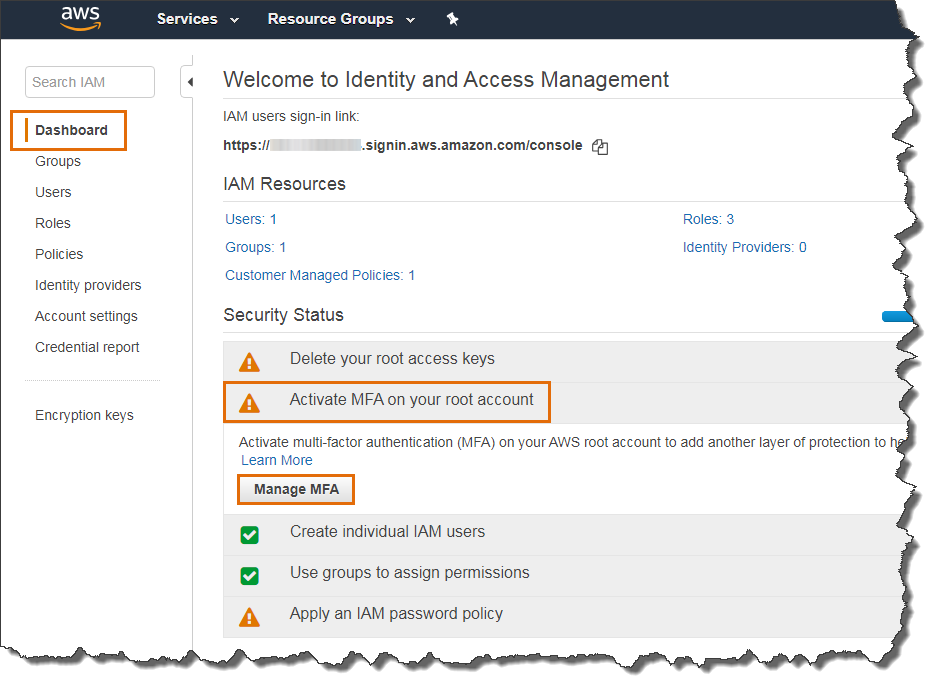 aws
Services
Resource Groups
Search IAM
Dashboard
Groups
Users
Roles
Policies
Identity providers
Account settings
Credential report
Encryption keys
Welcome to Identity and Access Management
IAM users sign-in link:
https:// .signin.aws.amazon.com/console
IAM Resources
Users: 1
Roles: 3
Groups: 1
Identity Providers: 0
Customer Managed Policies: 1
Security Status
Delete your root access keys
Activate MFA on your root account
Activate multi-factor authentication (MFA) on your AWS root account to add another layer of protection to
Learn More
Manage MFA
Create individual IAM users
Use groups to assign permissions
Apply an IAM password policy